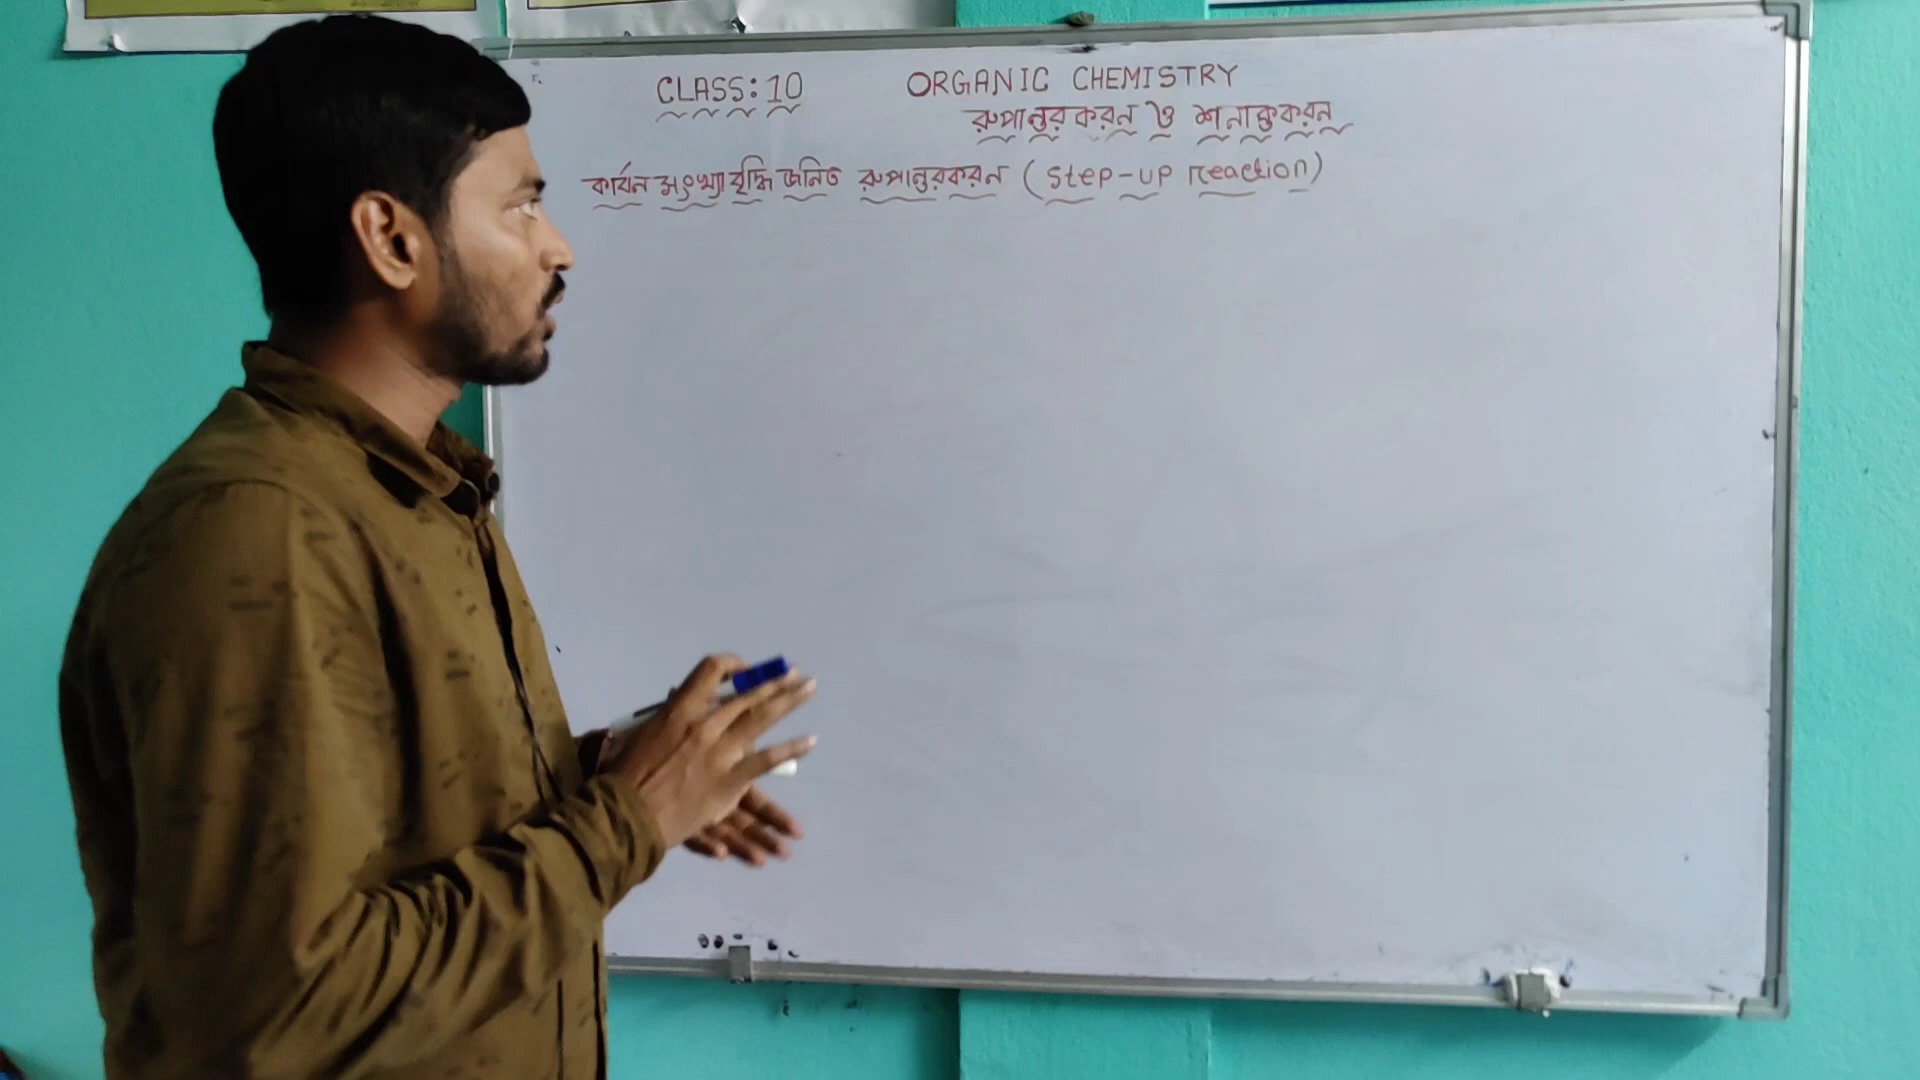 CLASS:10 ORGANIC CHEMISTRY
রুপান্তরকরন ও শনাক্তকরন
কার্বন সংখ্যা বৃদ্ধি জনিত রুপান্তরকরন (step-up reaction)